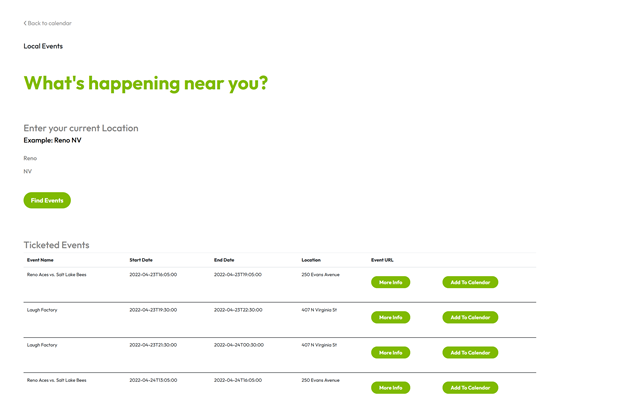 Back to calendar
Local Events
What's happening near you?
Enter your current Location
Example: Reno NV
Reno
NV
Find Events
Ticketed Events
Event Name Start Date End Date Location Event URL
Reno Aces vs. Salt Lake Bees 2022-04-23T16:05:00 2022-04-23T19:05:00 250 Evans Avenue More Info Add To Calendar
Laugh Factory 2022-04-23T19:30:00 2022-04-23T22:30:00 407 N Virginia St More Info Add To Calendar
Laugh Factory 2022-04-23T21:30:00 2022-04-24T00:30:00 407 N Virginia St More Info Add To Calendar
Reno Aces vs. Salt Lake Bees 2022-04-24T13:05:00 2022-04-24T16:05:00 250 Evans Avenue More Info Add To Calendar